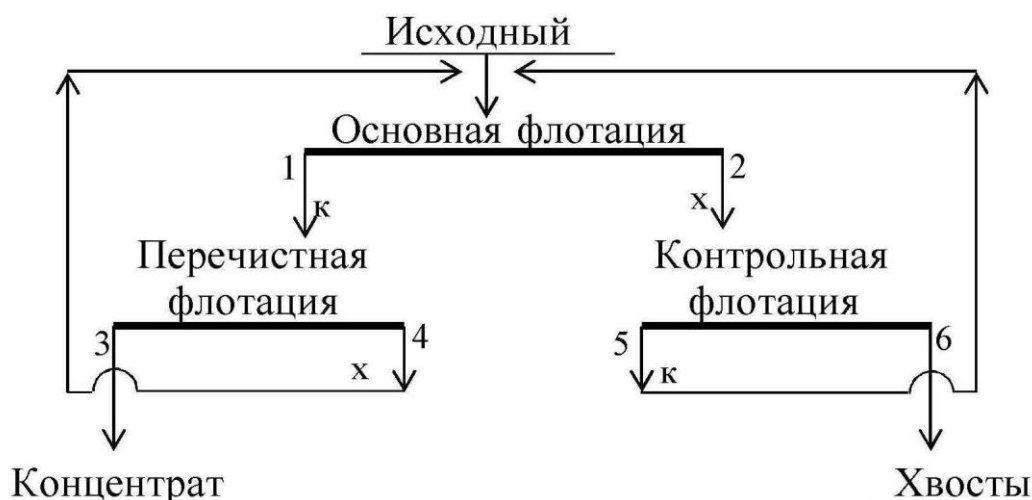 Исходный
Основная флотация
1
2
к
х
Перечистная
флотация
Контрольная
флотация
3
4
5
6
х
к
Концентрат
Хвосты